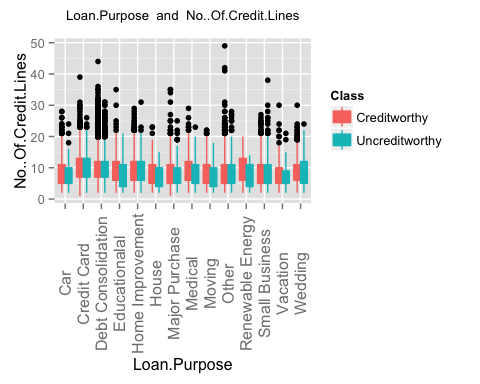 Loan.Purpose and No..Of.Credit.Lines
No..Of.Credit.Lines
50
40
30
20
10
0
Car
Credit Card
Debt Consolidation
Educationalal
Home Improvement
House
Major Purchase
Medical
Moving
Other
Renewable Energy
Small Business
Vacation
Wedding
Loan.Purpose
Class
Creditworthy
Uncreditworthy